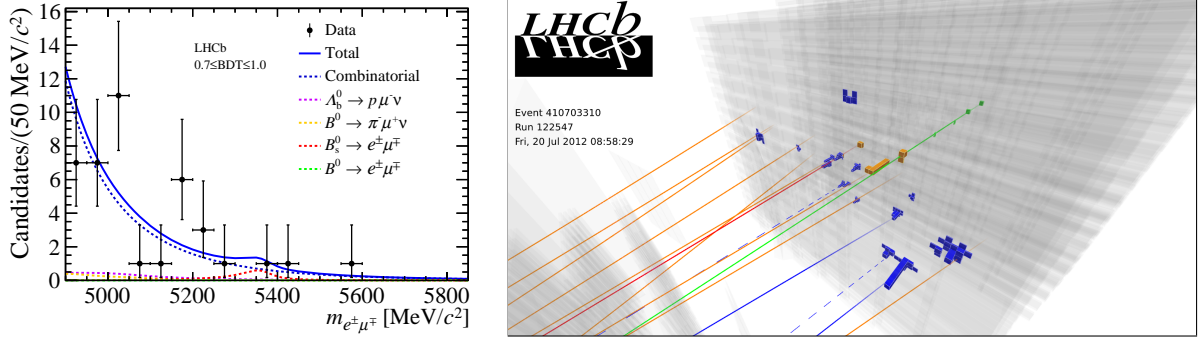 Candidates/(50 MeV/c²)
16
14
12
10
8
6
4
2
0
LHCb
0.7≤BDT≤1.0
Data
Total
Combinatorial
Λ⁰_b → p μ⁻ν
B⁰ → π⁻μ⁺ν
B⁰_s → e±μ∓
B⁰ → e±μ∓
5000 5200 5400 5600 5800
m_{e±μ∓} [MeV/c²]
LHCb
LHCb
Event 410703310
Run 122547
Fri, 20 Jul 2012 08:58:29